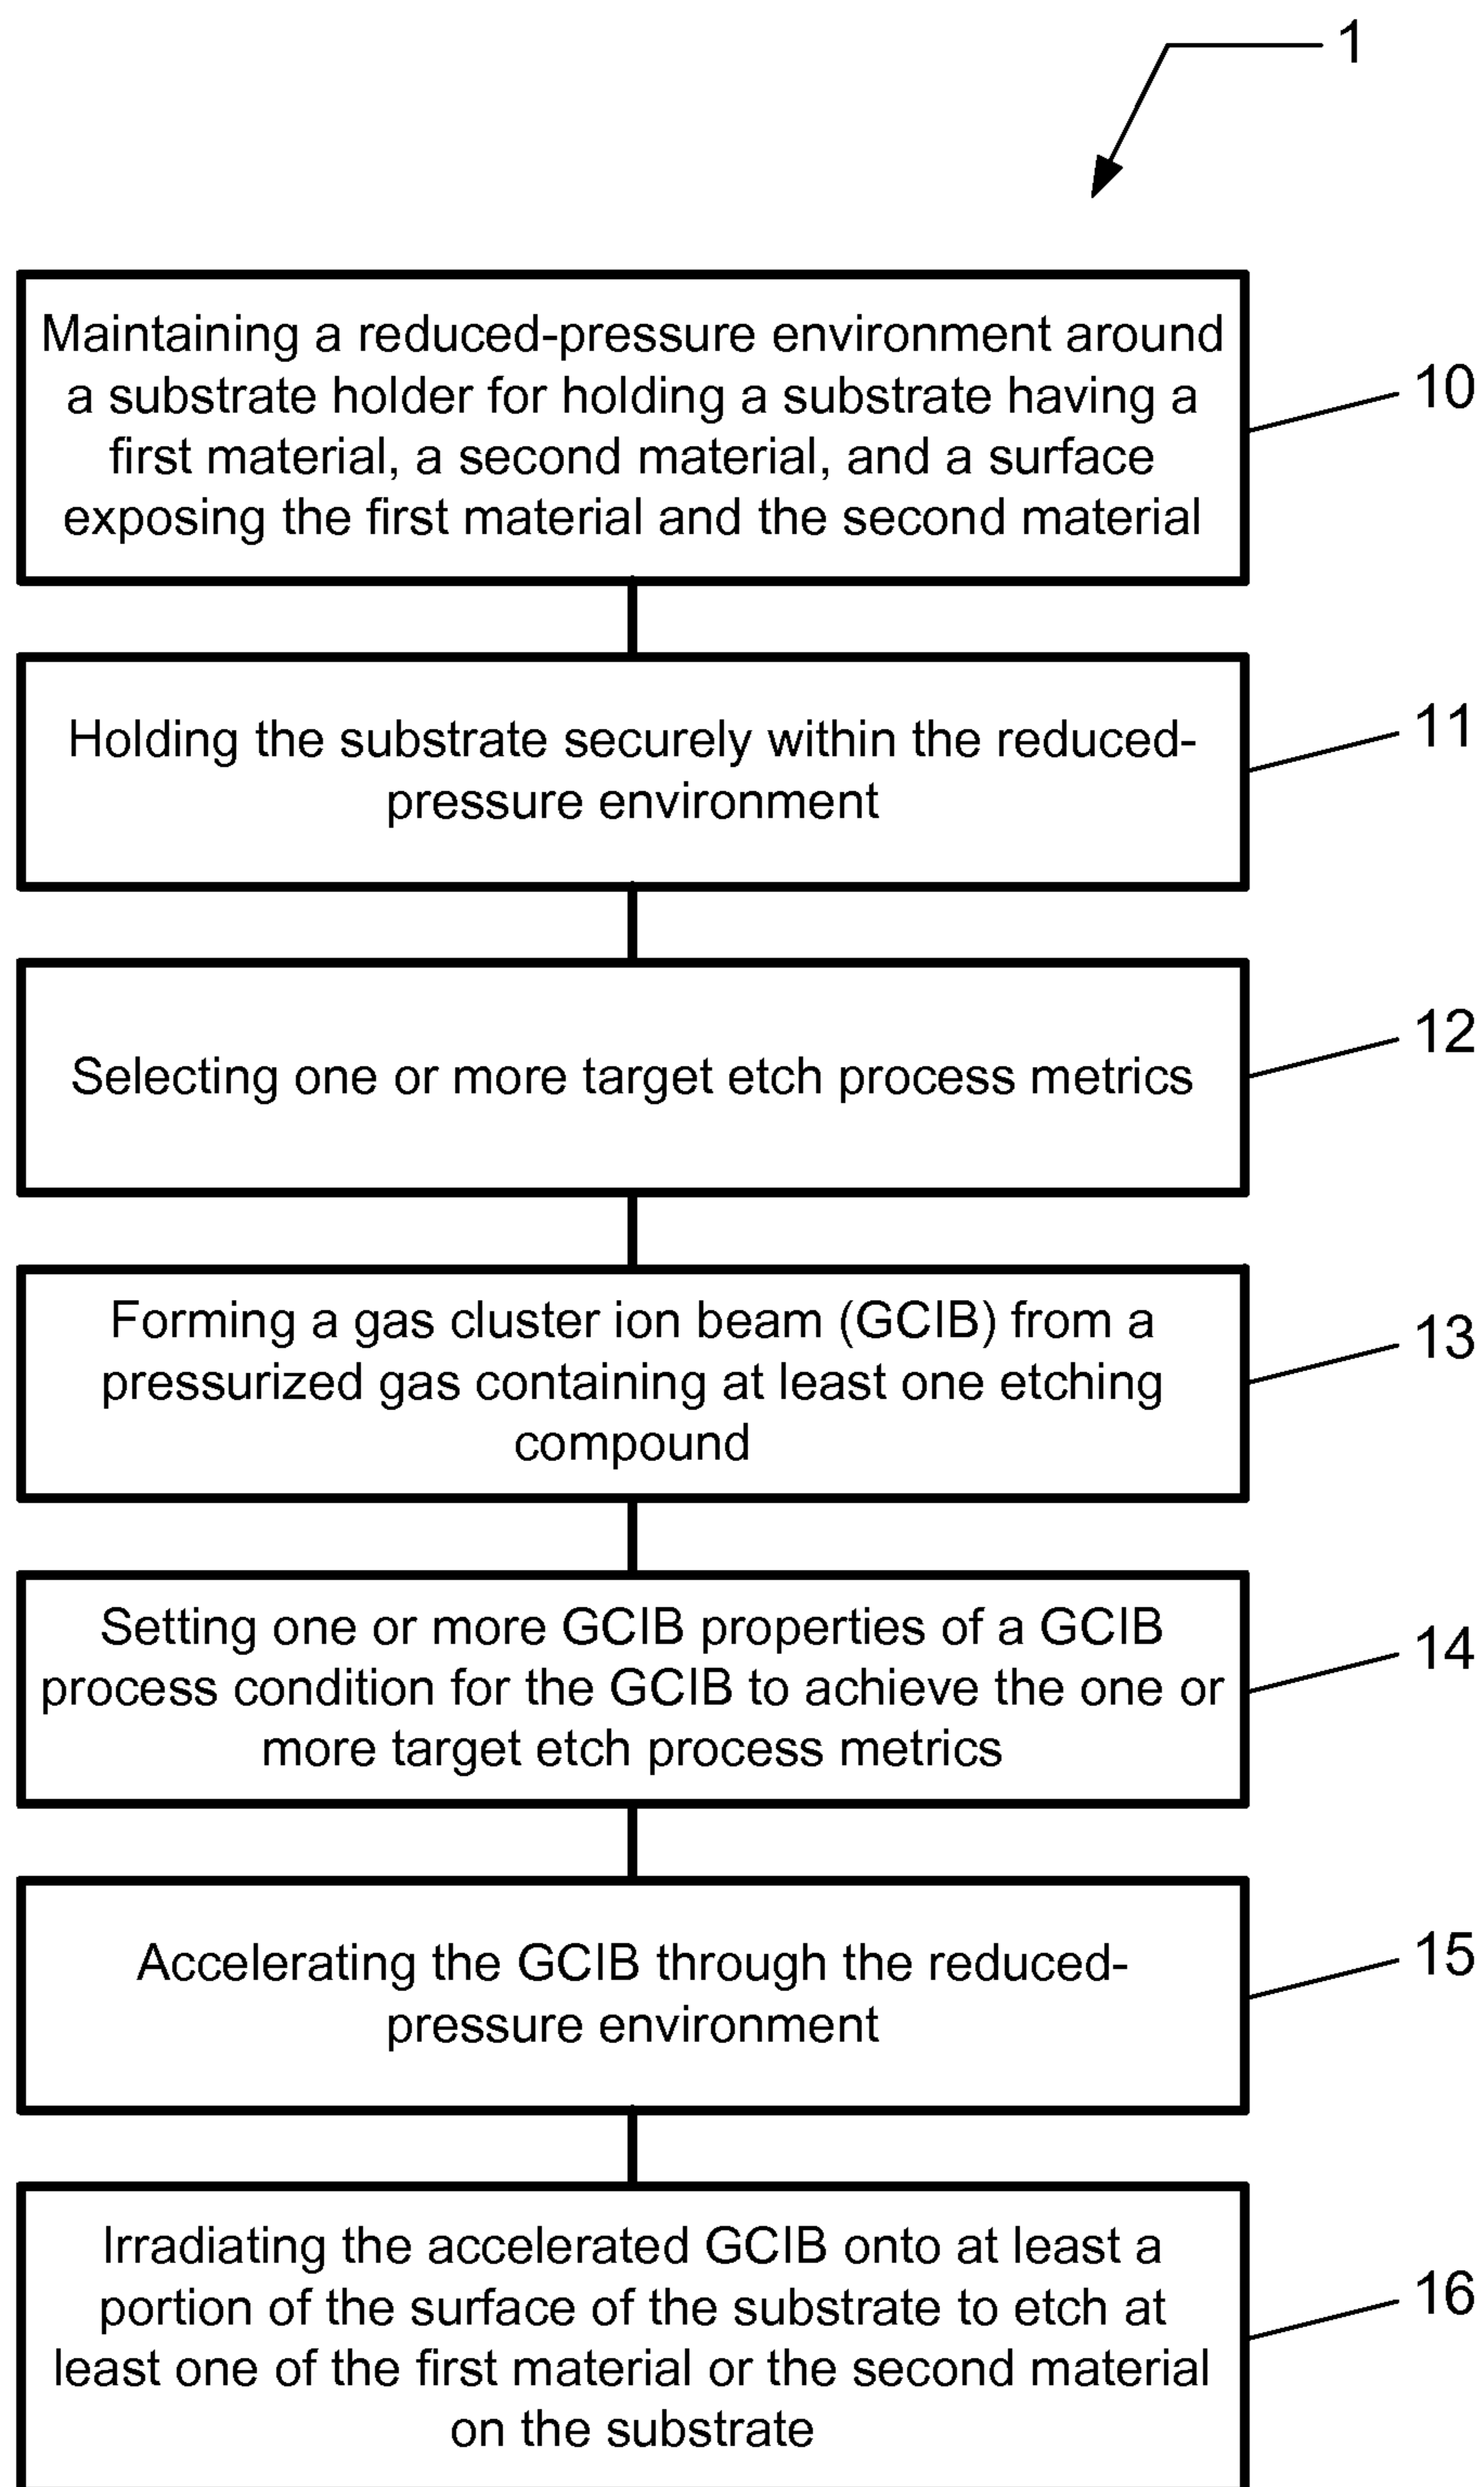 1
Maintaining a reduced-pressure environment around
a substrate holder for holding a substrate having a
first material, a second material, and a surface
exposing the first material and the second material
10
Holding the substrate securely within the reduced-
pressure environment
11
Selecting one or more target etch process metrics
12
Forming a gas cluster ion beam (GCIB) from a
pressurized gas containing at least one etching
compound
13
Setting one or more GCIB properties of a GCIB
process condition for the GCIB to achieve the one or
more target etch process metrics
14
Accelerating the GCIB through the reduced-
pressure environment
15
Irradiating the accelerated GCIB onto at least a
portion of the surface of the substrate to etch at
least one of the first material or the second material
on the substrate
16